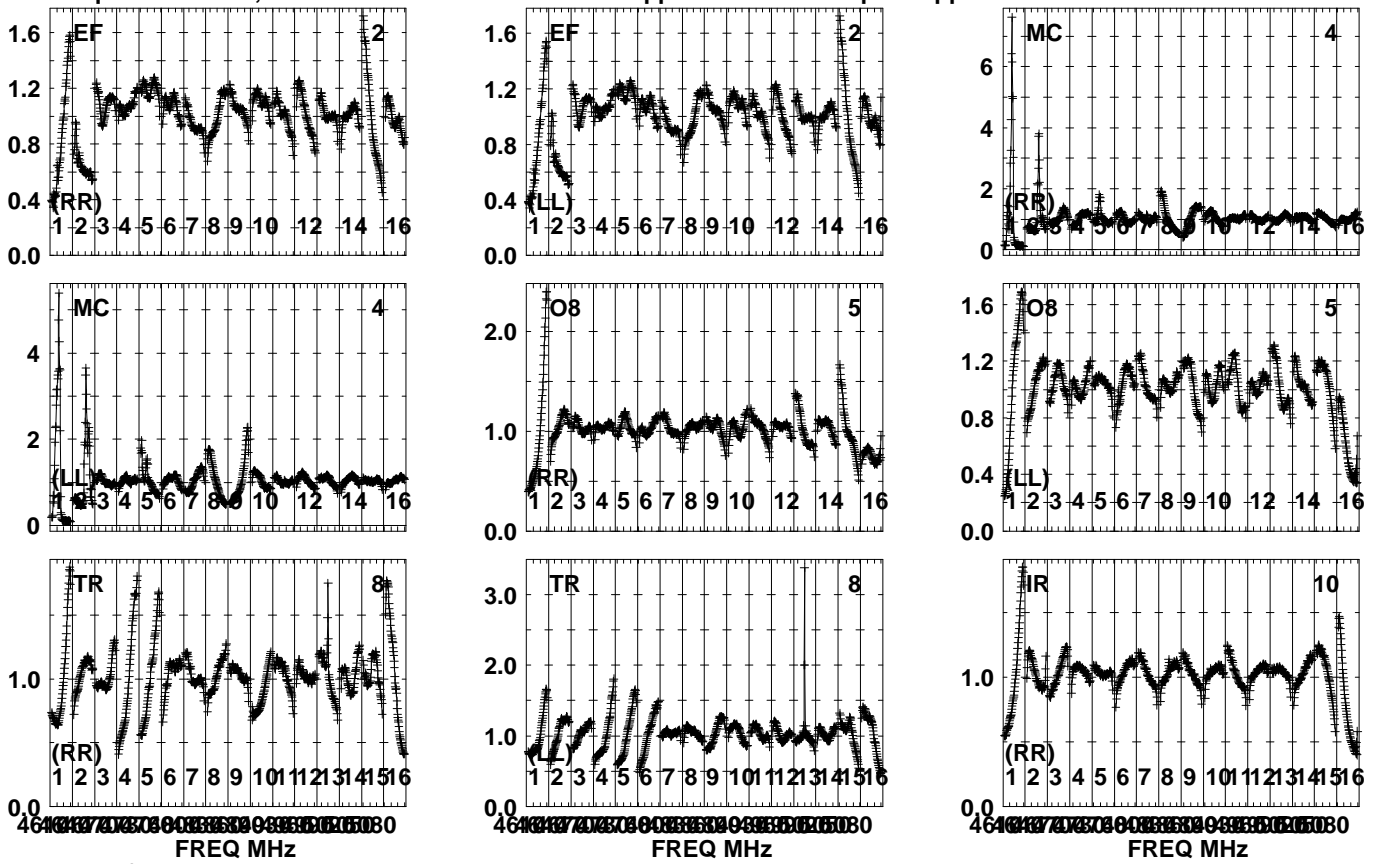 EF 2
1.6
1.2
0.8
0.4
0.0
(RR)
1 2 3 4 5 6 7 8 9 10 12 14 16
EF 2
1.6
1.2
0.8
0.4
0.0
(LL)
1 2 3 4 5 6 7 8 9 10 12 14 16
MC 4
6
4
2
0
(RR)
3 4 5 6 7 8 9 10 12 14 16
MC 4
4
2
0
(LL)
1 2 3 4 5 6 7 8 9 10 12 14 16
O8 5
2.0
1.0
0.0
(RR)
1 2 3 4 5 6 7 8 9 10 12 14 16
O8 5
1.6
1.2
0.8
0.4
0.0
(LL)
1 2 3 4 5 6 7 8 9 10 12 14 16
TR 8
1.0
0.0
(RR)
1 2 3 4 5 6 7 8 9 10 11 12 13 14 15 16
FREQ MHz
TR 8
3.0
2.0
1.0
0.0
(LL)
1 2 3 4 5 6 7 8 9 10 11 12 13 14 15 16
FREQ MHz
IR 10
1.0
0.0
(RR)
1 2 3 4 5 6 7 8 9 10 11 12 13 14 15 16
FREQ MHz